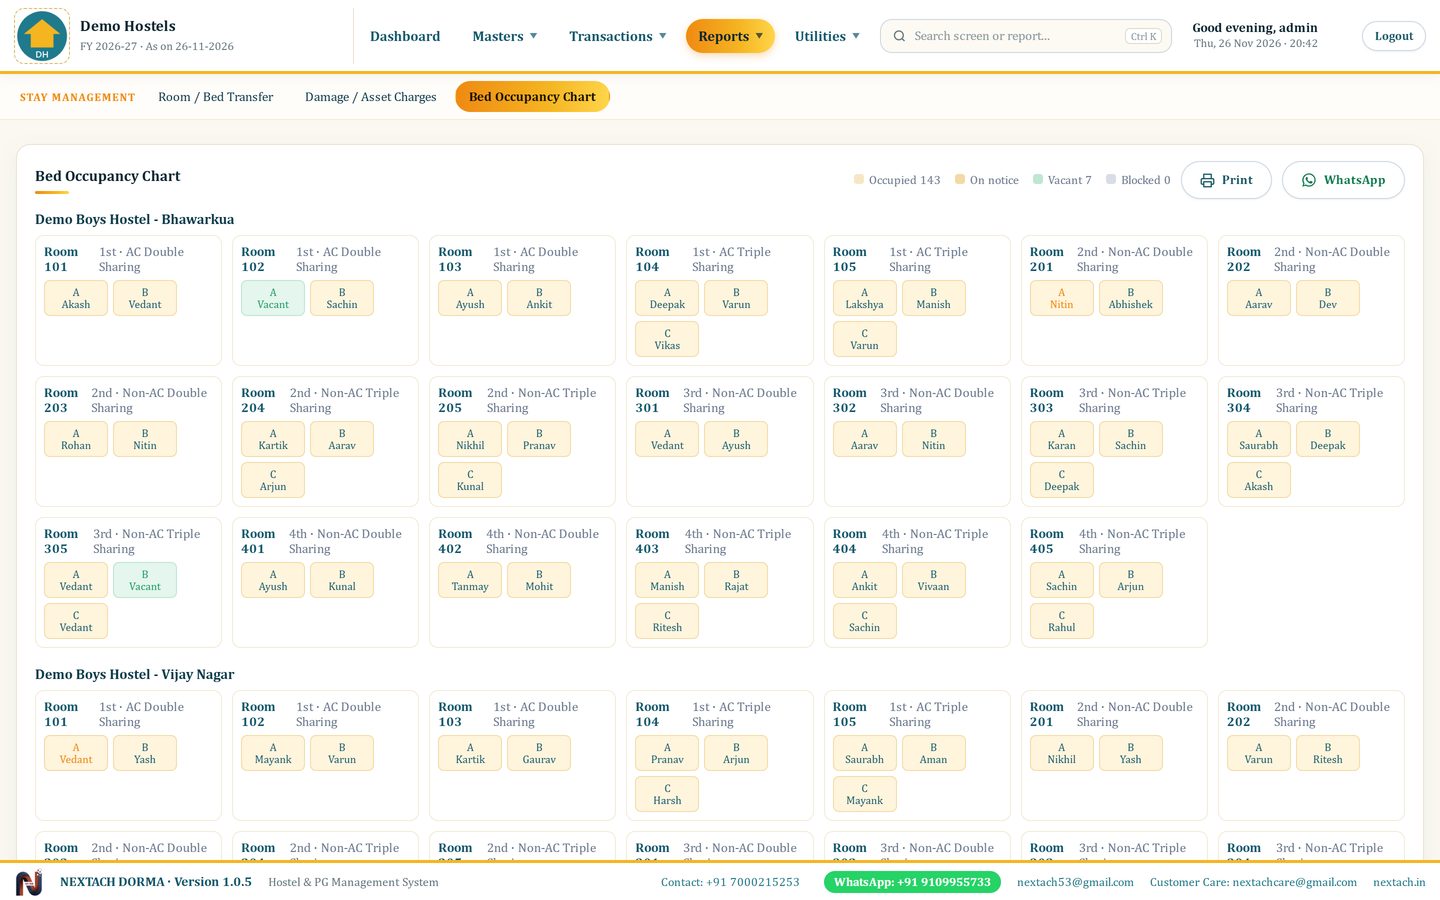 DH
Demo Hostels
FY 2026-27 · As on 26-11-2026
Dashboard
Masters
Transactions
Reports
Utilities
Search screen or report...
Ctrl K
Good evening, admin
Thu, 26 Nov 2026 · 20:42
Logout
STAY MANAGEMENT
Room / Bed Transfer
Damage / Asset Charges
Bed Occupancy Chart
Bed Occupancy Chart
Occupied 143
On notice
Vacant 7
Blocked 0
Print
WhatsApp
Demo Boys Hostel - Bhawarkua
Room 101
1st · AC Double Sharing
A Akash
B Vedant
Room 102
1st · AC Double Sharing
A Vacant
B Sachin
Room 103
1st · AC Double Sharing
A Ayush
B Ankit
Room 104
1st · AC Triple Sharing
A Deepak
B Varun
C Vikas
Room 105
1st · AC Triple Sharing
A Lakshya
B Manish
C Varun
Room 201
2nd · Non-AC Double Sharing
A Nitin
B Abhishek
Room 202
2nd · Non-AC Double Sharing
A Aarav
B Dev
Room 203
2nd · Non-AC Double Sharing
A Rohan
B Nitin
Room 204
2nd · Non-AC Triple Sharing
A Kartik
B Aarav
C Arjun
Room 205
2nd · Non-AC Triple Sharing
A Nikhil
B Pranav
C Kunal
Room 301
3rd · Non-AC Double Sharing
A Vedant
B Ayush
Room 302
3rd · Non-AC Double Sharing
A Aarav
B Nitin
Room 303
3rd · Non-AC Triple Sharing
A Karan
B Sachin
C Deepak
Room 304
3rd · Non-AC Triple Sharing
A Saurabh
B Deepak
C Akash
Room 305
3rd · Non-AC Triple Sharing
A Vedant
B Vacant
C Vedant
Room 401
4th · Non-AC Double Sharing
A Ayush
B Kunal
Room 402
4th · Non-AC Double Sharing
A Tanmay
B Mohit
Room 403
4th · Non-AC Triple Sharing
A Manish
B Rajat
C Ritesh
Room 404
4th · Non-AC Triple Sharing
A Ankit
B Vivaan
C Sachin
Room 405
4th · Non-AC Triple Sharing
A Sachin
B Arjun
C Rahul
Demo Boys Hostel - Vijay Nagar
Room 101
1st · AC Double Sharing
A Vedant
B Yash
Room 102
1st · AC Double Sharing
A Mayank
B Varun
Room 103
1st · AC Double Sharing
A Kartik
B Gaurav
Room 104
1st · AC Triple Sharing
A Pranav
B Arjun
C Harsh
Room 105
1st · AC Triple Sharing
A Saurabh
B Aman
C Mayank
Room 201
2nd · Non-AC Double Sharing
A Nikhil
B Yash
Room 202
2nd · Non-AC Double Sharing
A Varun
B Ritesh
Room
2nd · Non-AC Double
Room
2nd · Non-AC Triple
Room
2nd · Non-AC Triple
Room
3rd · Non-AC Double
Room
3rd · Non-AC Double
Room
3rd · Non-AC Triple
Room
3rd · Non-AC Triple
N
NEXTACH DORMA · Version 1.0.5
Hostel & PG Management System
Contact: +91 7000215253
WhatsApp: +91 9109955733
nextach53@gmail.com
Customer Care: nextachcare@gmail.com
nextach.in